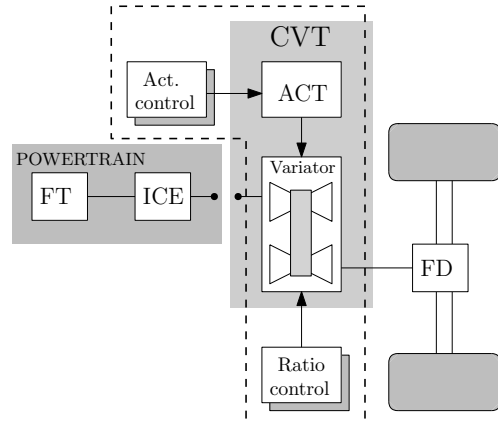 CVT
Act.
control
ACT
POWERTRAIN
Variator
FT
ICE
FD
Ratio
control